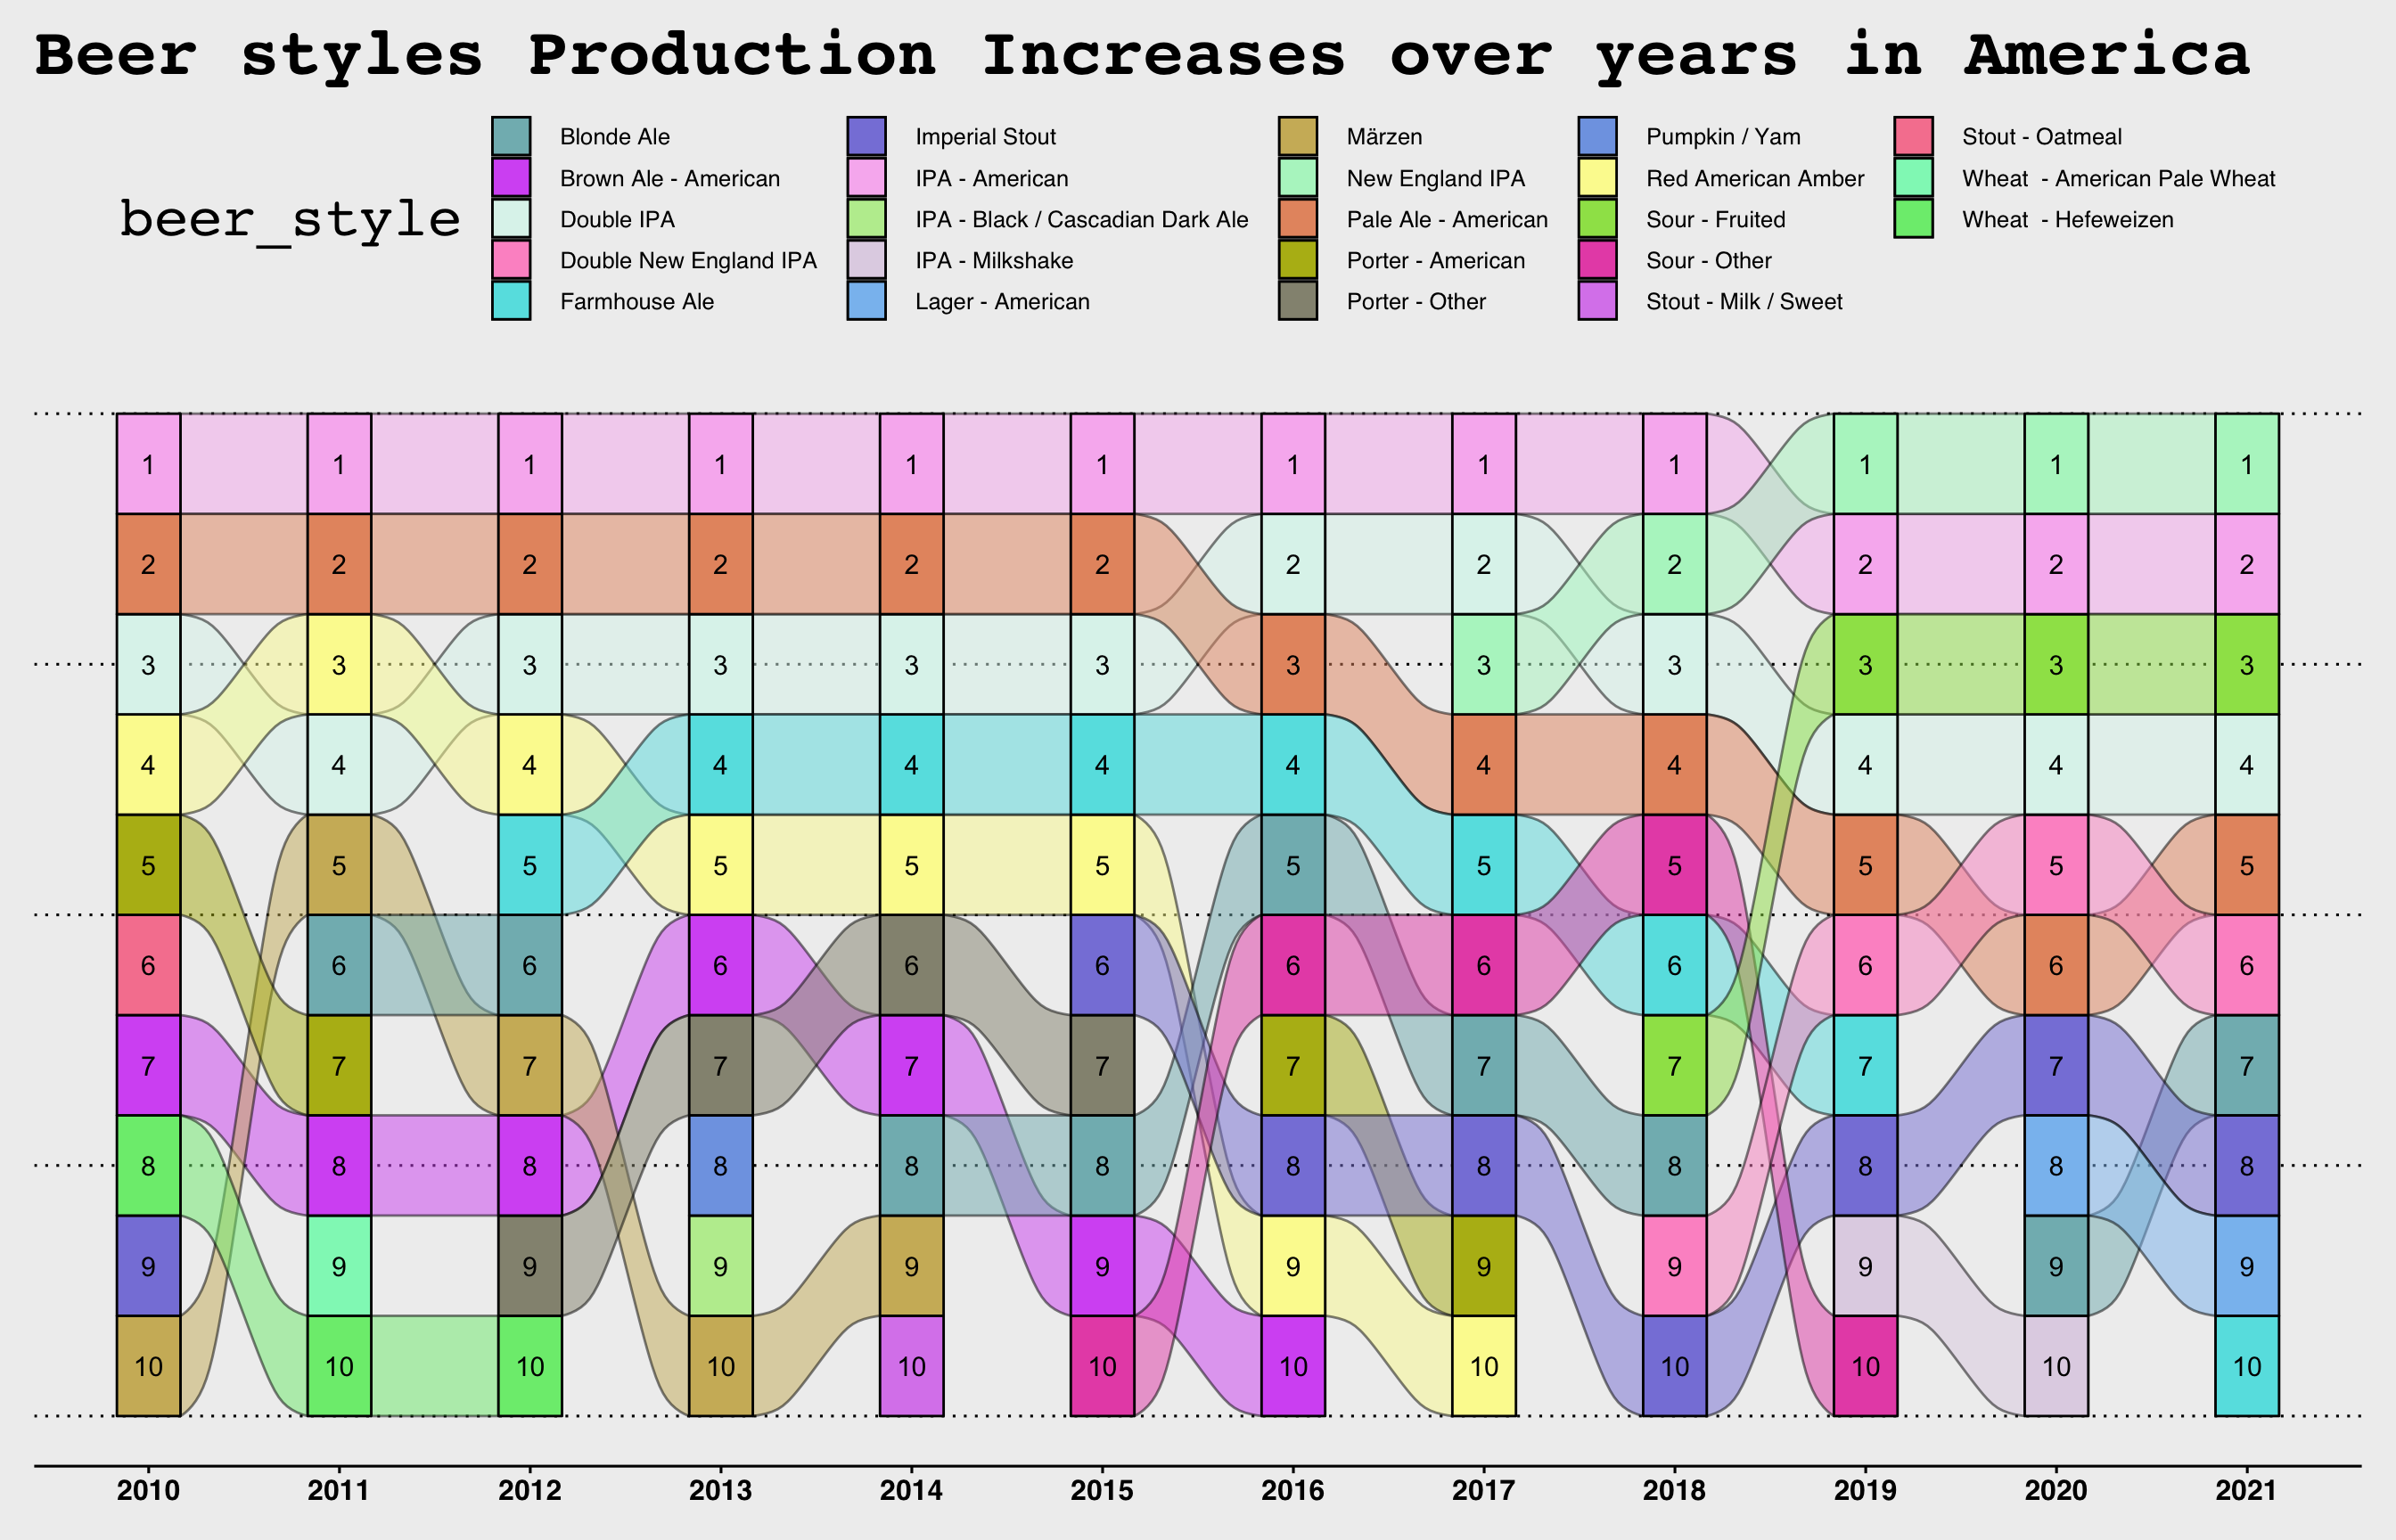 Beer styles Production Increases over years in America
beer_style
Blonde Ale
Brown Ale - American
Double IPA
Double New England IPA
Farmhouse Ale
Imperial Stout
IPA - American
IPA - Black / Cascadian Dark Ale
IPA - Milkshake
Lager - American
Märzen
New England IPA
Pale Ale - American
Porter - American
Porter - Other
Pumpkin / Yam
Red American Amber
Sour - Fruited
Sour - Other
Stout - Milk / Sweet
Stout - Oatmeal
Wheat  - American Pale Wheat
Wheat  - Hefeweizen
1 1 1 1 1 1 1 1 1 1 1 1
2 2 2 2 2 2 2 2 2 2 2 2
3 3 3 3 3 3 3 3 3 3 3 3
4 4 4 4 4 4 4 4 4 4 4 4
5 5 5 5 5 5 5 5 5 5 5 5
6 6 6 6 6 6 6 6 6 6 6 6
7 7 7 7 7 7 7 7 7 7 7 7
8 8 8 8 8 8 8 8 8 8 8 8
9 9 9 9 9 9 9 9 9 9 9 9
10 10 10 10 10 10 10 10 10 10 10 10
2010 2011 2012 2013 2014 2015 2016 2017 2018 2019 2020 2021